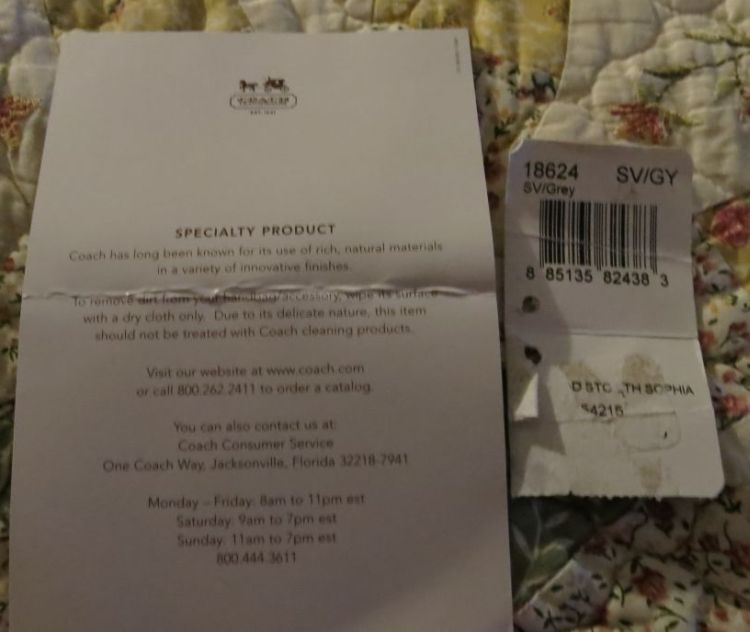 COACH
EST. 1941
SPECIALTY PRODUCT
Coach has long been known for its use of rich, natural materials
in a variety of innovative finishes.
To remove dirt from your handbag/accessory, wipe its surface
with a dry cloth only. Due to its delicate nature, this item
should not be treated with Coach cleaning products.
Visit our website at www.coach.com
or call 800.262.2411 to order a catalog.
You can also contact us at:
Coach Consumer Service
One Coach Way, Jacksonville, Florida 32218-7941
Monday – Friday: 8am to 11pm est
Saturday: 9am to 7pm est
Sunday: 11am to 7pm est
800.444.3611
18624 SV/GY
SV/Grey
8 85135 82438 3
TH SOPHIA